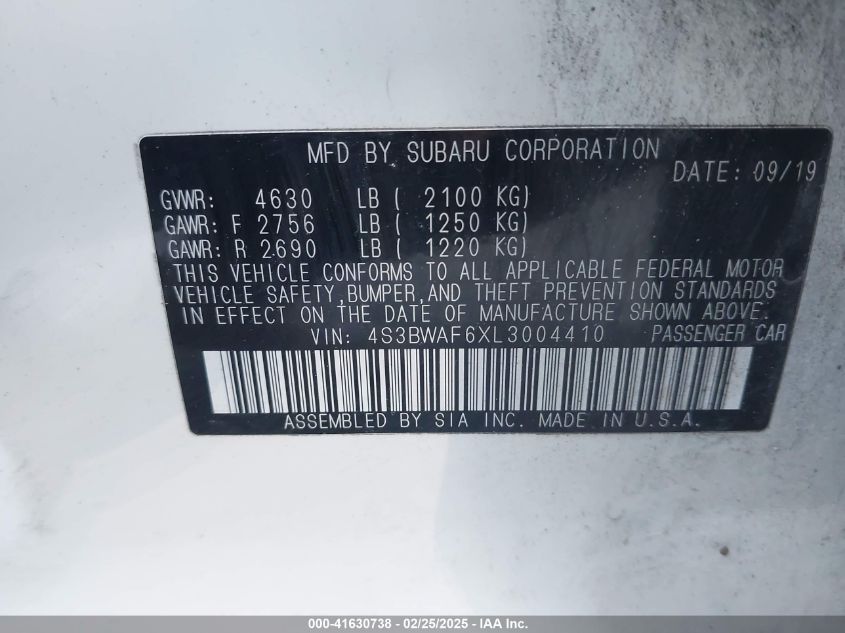 MFD BY SUBARU CORPORATION
DATE: 09/19
GVWR: 4630 LB ( 2100 KG)
GAWR: F 2756 LB ( 1250 KG)
GAWR: R 2690 LB ( 1220 KG)
THIS VEHICLE CONFORMS TO ALL APPLICABLE FEDERAL MOTOR
VEHICLE SAFETY,BUMPER,AND THEFT PREVENTION STANDARDS
IN EFFECT ON THE DATE OF MANUFACTURE SHOWN ABOVE.
VIN: 4S3BWAF6XL3004410 PASSENGER CAR
ASSEMBLED BY SIA INC. MADE IN U.S.A.
000-41630738 - 02/25/2025 - IAA Inc.